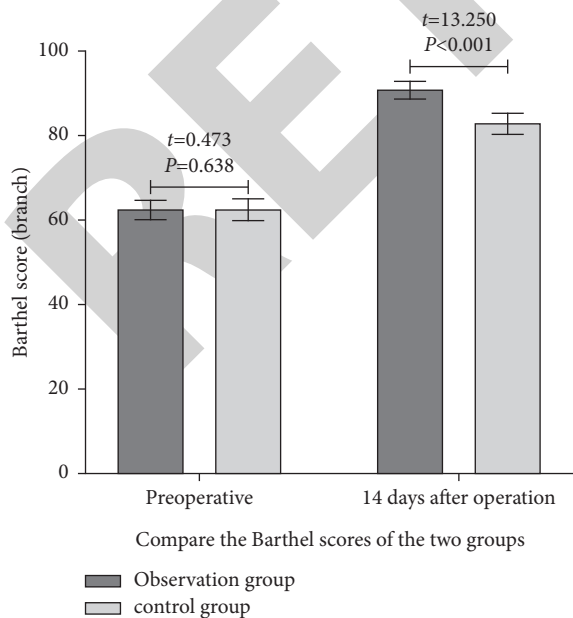 t=13.250
P<0.001
t=0.473
P=0.638
100
80
60
40
20
0
Barthel score (branch)
Preoperative
14 days after operation
Compare the Barthel scores of the two groups
Observation group
control group
RET